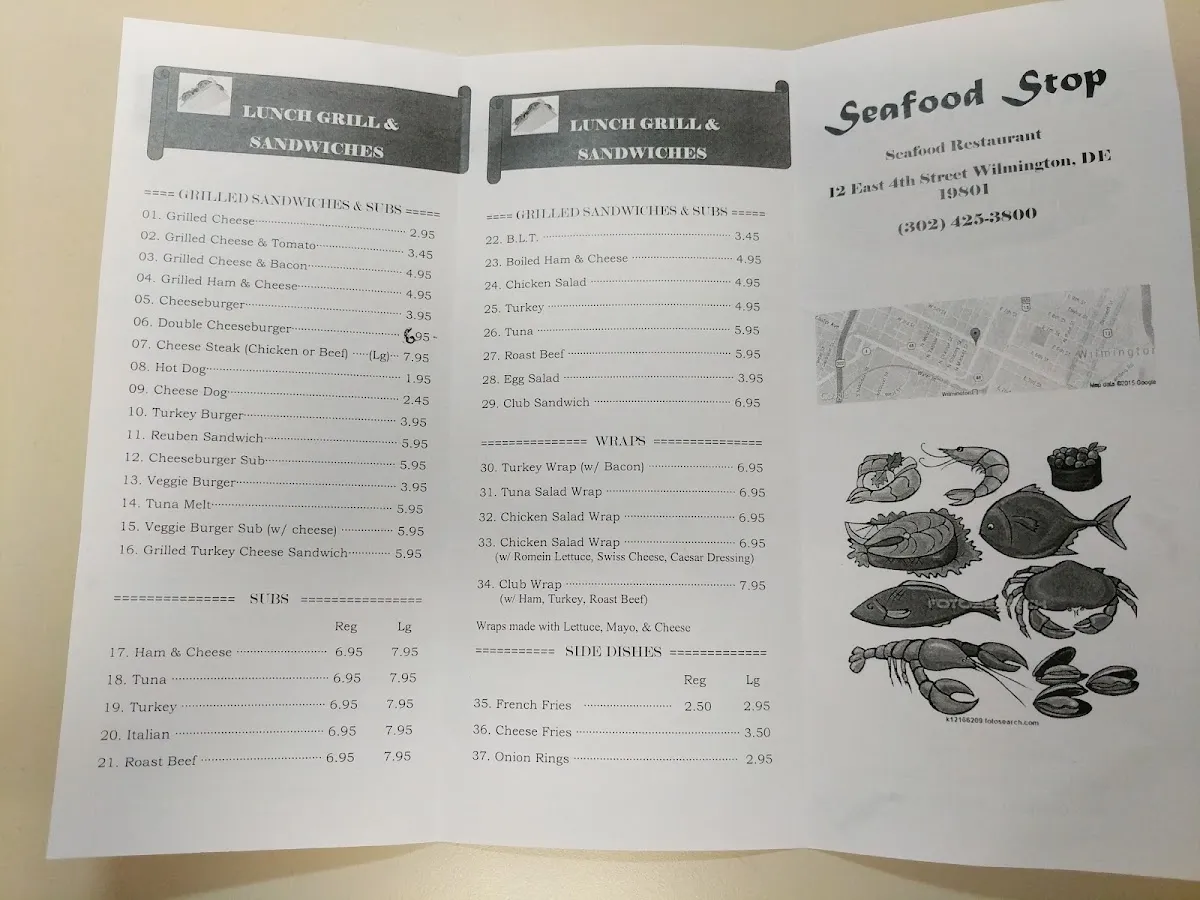 LUNCH GRILL &
SANDWICHES
==== GRILLED SANDWICHES & SUBS =====
01. Grilled Cheese 2.95
02. Grilled Cheese & Tomato 3.45
03. Grilled Cheese & Bacon 4.95
04. Grilled Ham & Cheese 4.95
05. Cheeseburger 3.95
06. Double Cheeseburger 6.95
07. Cheese Steak (Chicken or Beef) (Lg) 7.95
08. Hot Dog 1.95
09. Cheese Dog 2.45
10. Turkey Burger 3.95
11. Reuben Sandwich 5.95
12. Cheeseburger Sub 5.95
13. Veggie Burger 3.95
14. Tuna Melt 5.95
15. Veggie Burger Sub (w/ cheese) 5.95
16. Grilled Turkey Cheese Sandwich 5.95
=============== SUBS ===============
Reg Lg
17. Ham & Cheese 6.95 7.95
18. Tuna 6.95 7.95
19. Turkey 6.95 7.95
20. Italian 6.95 7.95
21. Roast Beef 6.95 7.95
LUNCH GRILL &
SANDWICHES
==== GRILLED SANDWICHES & SUBS =====
22. B.L.T. 3.45
23. Boiled Ham & Cheese 4.95
24. Chicken Salad 4.95
25. Turkey 4.95
26. Tuna 5.95
27. Roast Beef 5.95
28. Egg Salad 3.95
29. Club Sandwich 6.95
============== WRAPS ==============
30. Turkey Wrap (w/ Bacon) 6.95
31. Tuna Salad Wrap 6.95
32. Chicken Salad Wrap 6.95
33. Chicken Salad Wrap 6.95
(w/ Romein Lettuce, Swiss Cheese, Caesar Dressing)
34. Club Wrap 7.95
(w/ Ham, Turkey, Roast Beef)
Wraps made with Lettuce, Mayo, & Cheese
=========== SIDE DISHES =============
Reg Lg
35. French Fries 2.50 2.95
36. Cheese Fries 3.50
37. Onion Rings 2.95
Seafood Stop
Seafood Restaurant
12 East 4th Street Wilmington, DE
19801
(302) 425-3800
Wilmington
Map data ©2015 Google
FOTOSEARCH
k12166209 fotosearch.com